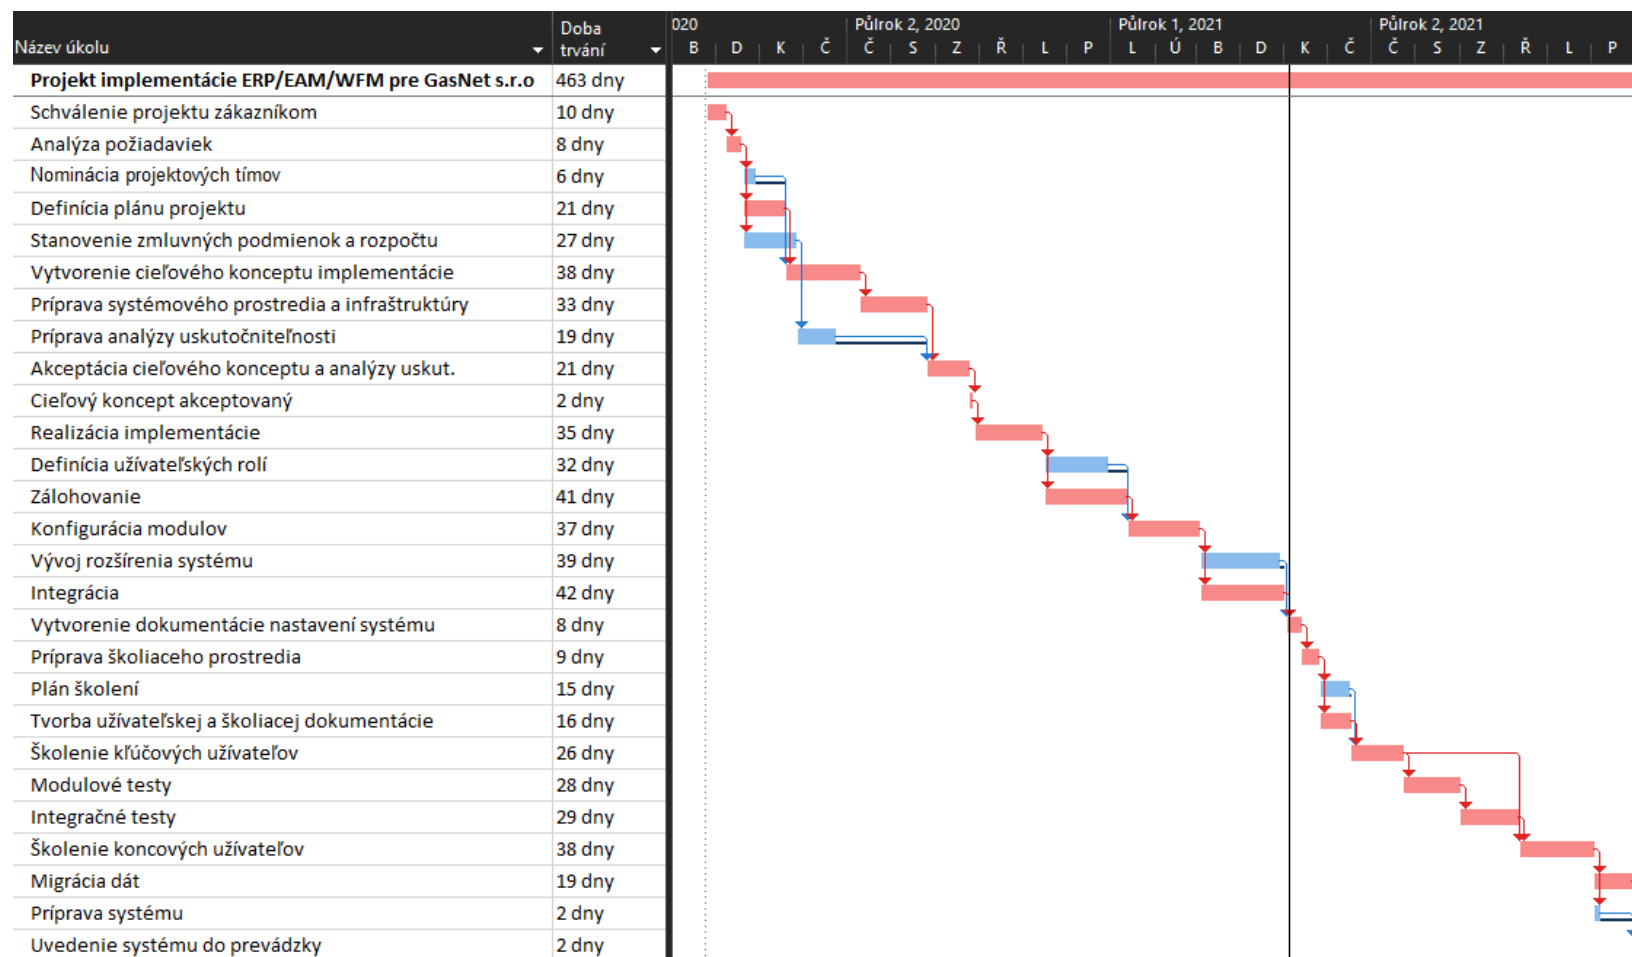 020 Půlrok 2, 2020 Půlrok 1, 2021 Půlrok 2, 2021
Název úkolu Doba trvání B D K Č Č S Z Ř L P L Ú B D K Č Č S Z Ř L P
Projekt implementácie ERP/EAM/WFM pre GasNet s.r.o 463 dny
Schválenie projektu zákazníkom 10 dny
Analýza požiadaviek 8 dny
Nominácia projektových tímov 6 dny
Definícia plánu projektu 21 dny
Stanovenie zmluvných podmienok a rozpočtu 27 dny
Vytvorenie cieľového konceptu implementácie 38 dny
Príprava systémového prostredia a infraštruktúry 33 dny
Príprava analýzy uskutočniteľnosti 19 dny
Akceptácia cieľového konceptu a analýzy uskut. 21 dny
Cieľový koncept akceptovaný 2 dny
Realizácia implementácie 35 dny
Definícia užívateľských rolí 32 dny
Zálohovanie 41 dny
Konfigurácia modulov 37 dny
Vývoj rozšírenia systému 39 dny
Integrácia 42 dny
Vytvorenie dokumentácie nastavení systému 8 dny
Príprava školiaceho prostredia 9 dny
Plán školení 15 dny
Tvorba užívateľskej a školiacej dokumentácie 16 dny
Školenie kľúčových užívateľov 26 dny
Modulové testy 28 dny
Integračné testy 29 dny
Školenie koncových užívateľov 38 dny
Migrácia dát 19 dny
Príprava systému 2 dny
Uvedenie systému do prevádzky 2 dny